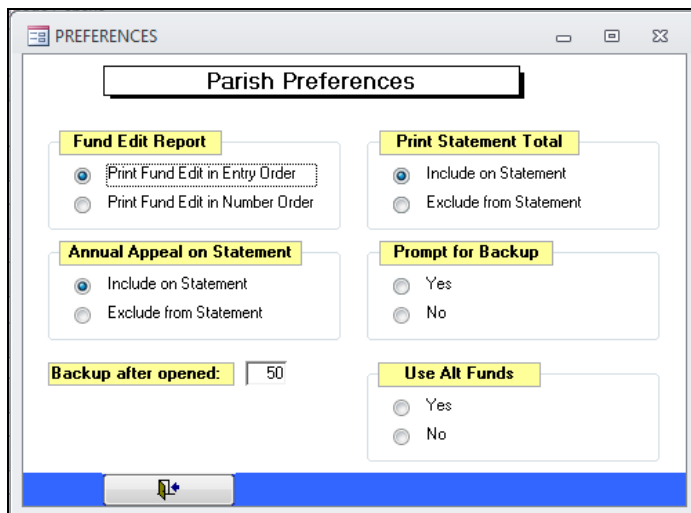 PREFERENCES
Parish Preferences
Fund Edit Report
Print Fund Edit in Entry Order
Print Fund Edit in Number Order
Print Statement Total
Include on Statement
Exclude from Statement
Annual Appeal on Statement
Include on Statement
Exclude from Statement
Prompt for Backup
Yes
No
Backup after opened: 50
Use Alt Funds
Yes
No